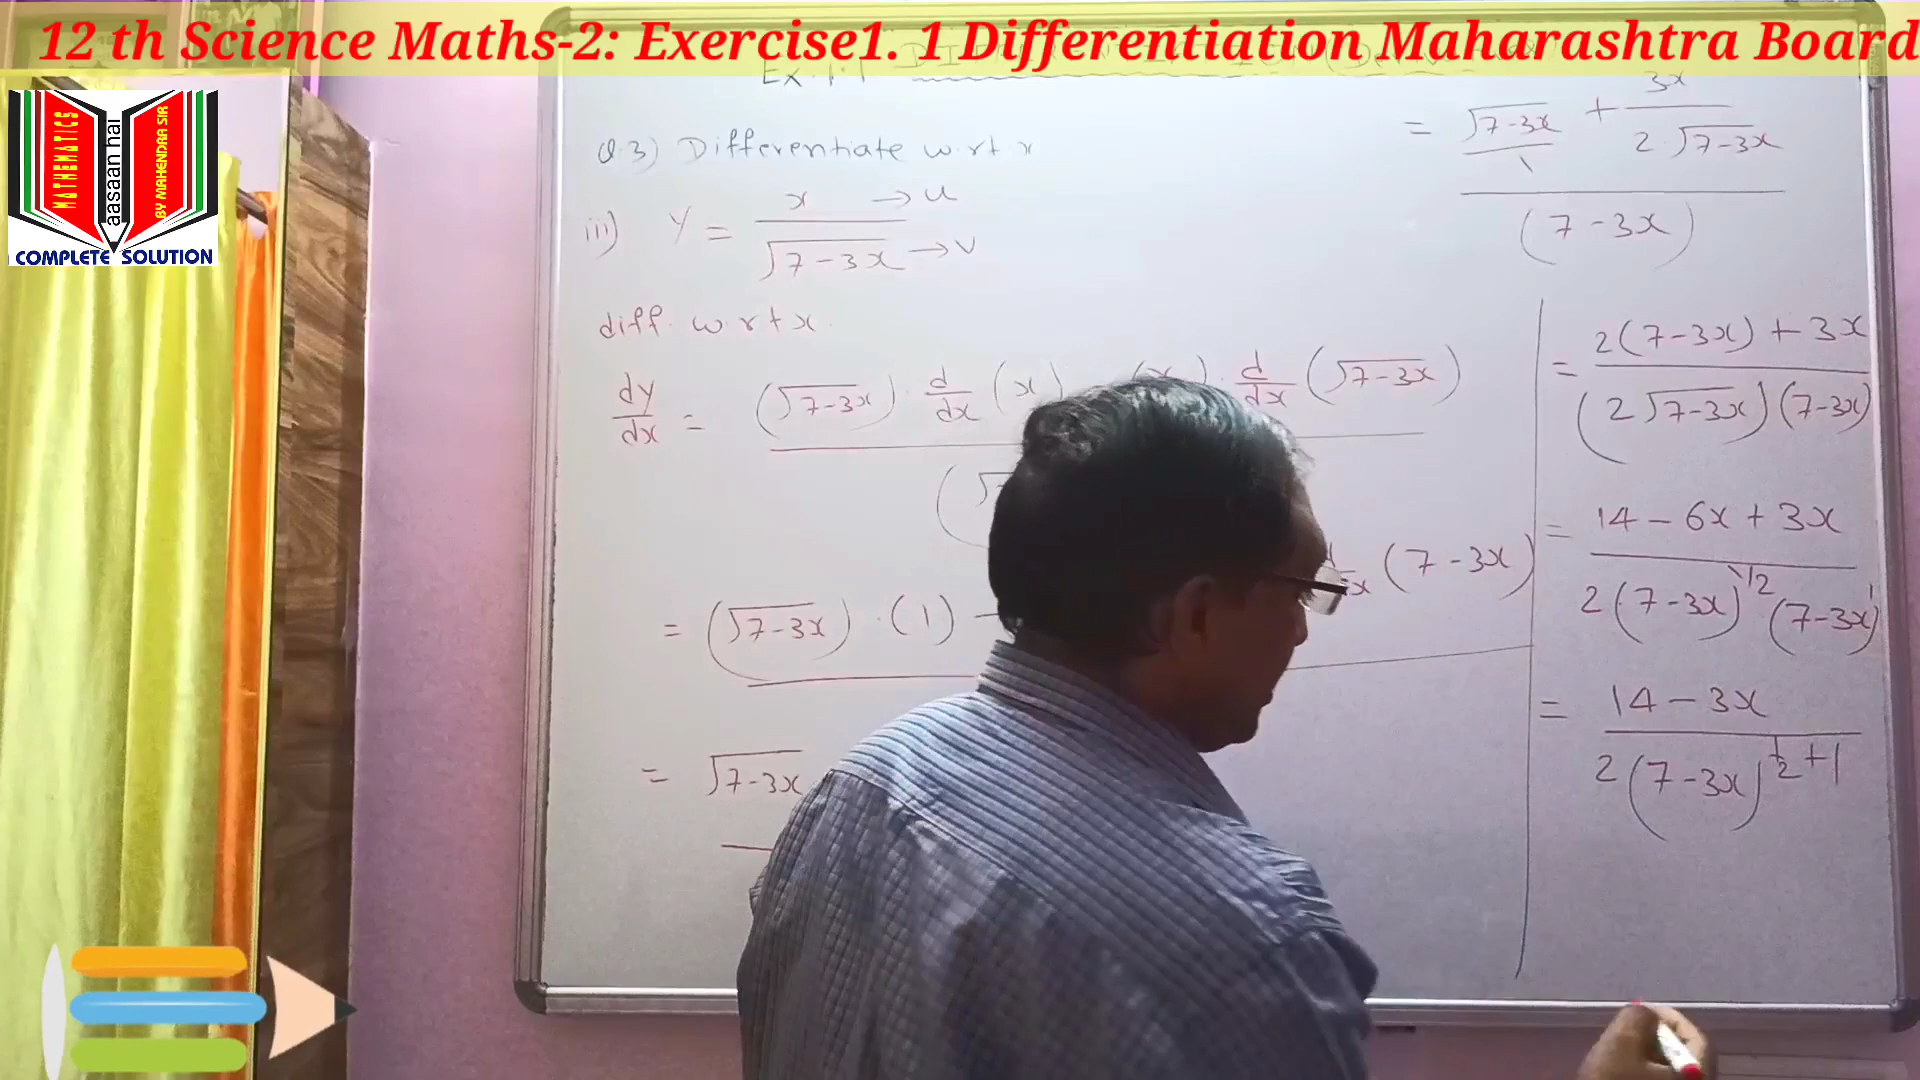 12 th Science Maths-2: Exercise1. 1 Differentiation Maharashtra Board
MATHEMATICS
aasaan hai
BY MAHENDRA SIR
COMPLETE SOLUTION
Ex. 1.1
Q.3) Differentiate w.r.t x
iii) y = x → u / √(7-3x) → v
diff. w.r.t x.
dy/dx = (√(7-3x)) · d/dx (x) (x) · d/dx (√(7-3x))
= (√(7-3x)) · (1) - d/dx (7-3x)
= √(7-3x)
= (√(7-3x)/1 + 3x/(2·√(7-3x))) / (7-3x)
= (2(7-3x)+3x) / ((2√(7-3x))(7-3x))
= (14-6x+3x) / (2(7-3x)^1/2 · (7-3x)^1)
= (14-3x) / (2(7-3x)^(1/2+1))